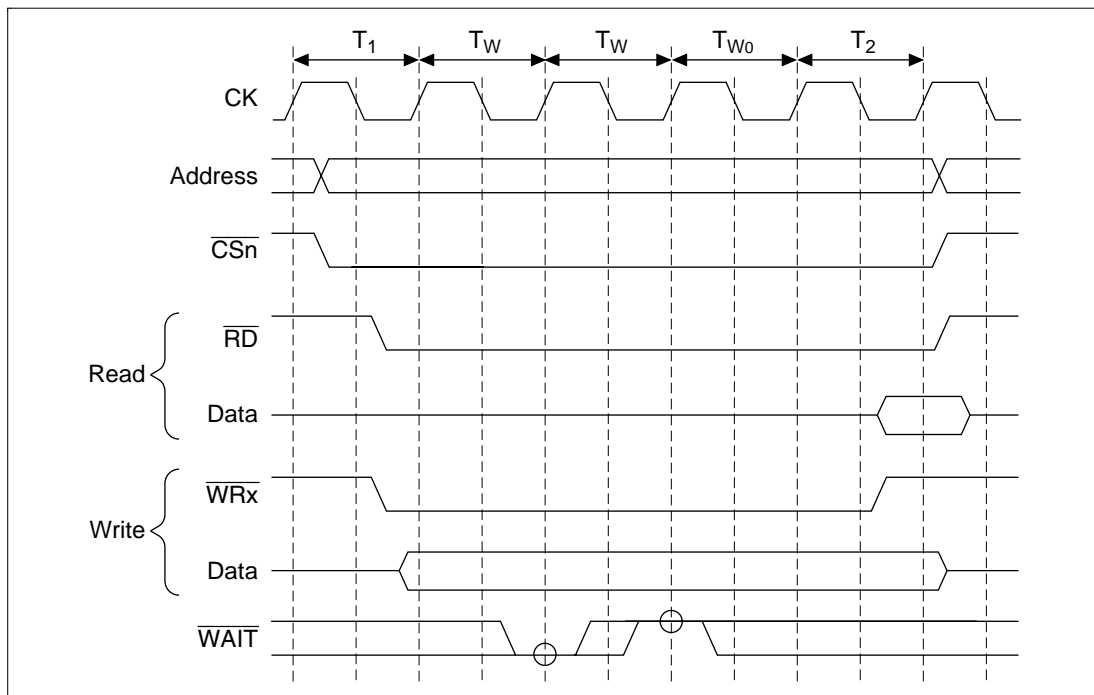 T1 TW TW TW0 T2
CK
Address
CSn
RD
Read
Data
WRx
Write
Data
WAIT